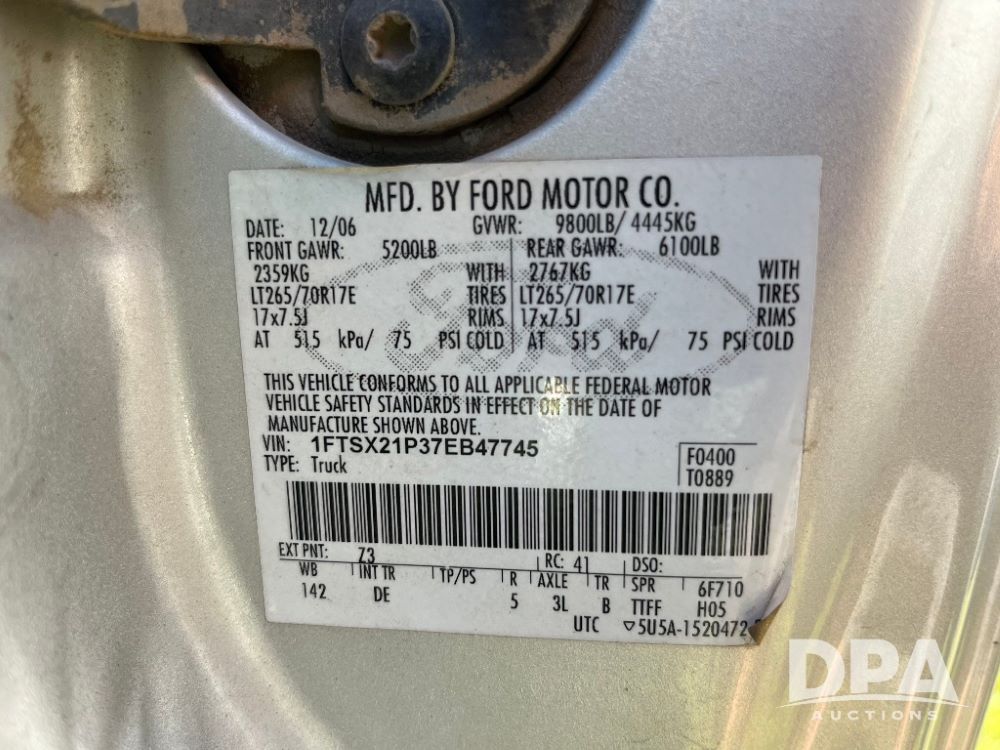 MFD. BY FORD MOTOR CO.
DATE: 12/06 GVWR: 9800LB/ 4445KG
FRONT GAWR: 5200LB REAR GAWR: 6100LB
2359KG WITH 2767KG WITH
LT265/70R17E TIRES LT265/70R17E TIRES
17x7.5J RIMS 17x7.5J RIMS
AT 515 kPa/ 75 PSI COLD AT 515 kPa/ 75 PSI COLD
Ford
THIS VEHICLE CONFORMS TO ALL APPLICABLE FEDERAL MOTOR
VEHICLE SAFETY STANDARDS IN EFFECT ON THE DATE OF
MANUFACTURE SHOWN ABOVE.
VIN: 1FTSX21P37EB47745
TYPE: Truck
F0400
T0889
EXT PNT: Z3 RC: 41 DSO:
WB INT TR TP/PS R AXLE TR SPR 6F710
142 DE 5 3L B TTFF H05
UTC ▽5U5A-1520472
DPA
AUCTIONS